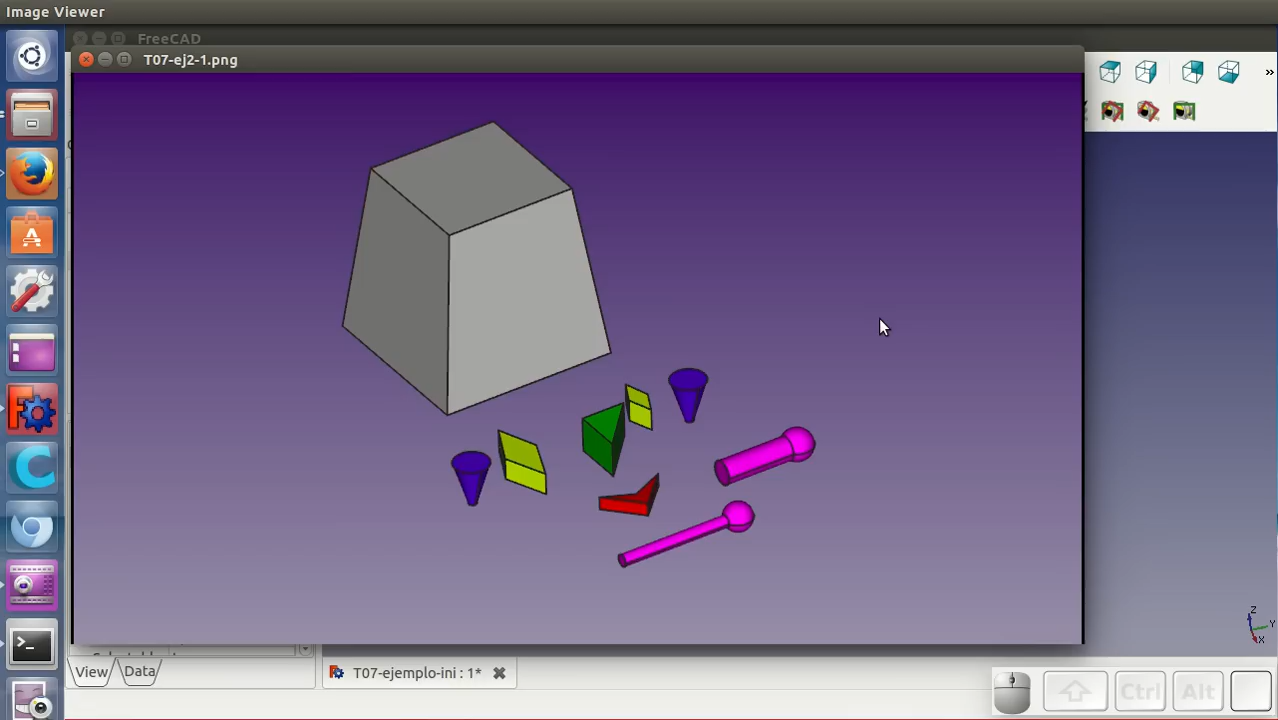 Image Viewer
FreeCAD
T07-ej2-1.png
»
View
Data
T07-ejemplo-ini : 1*
Z
Y
X
Ctrl
Alt